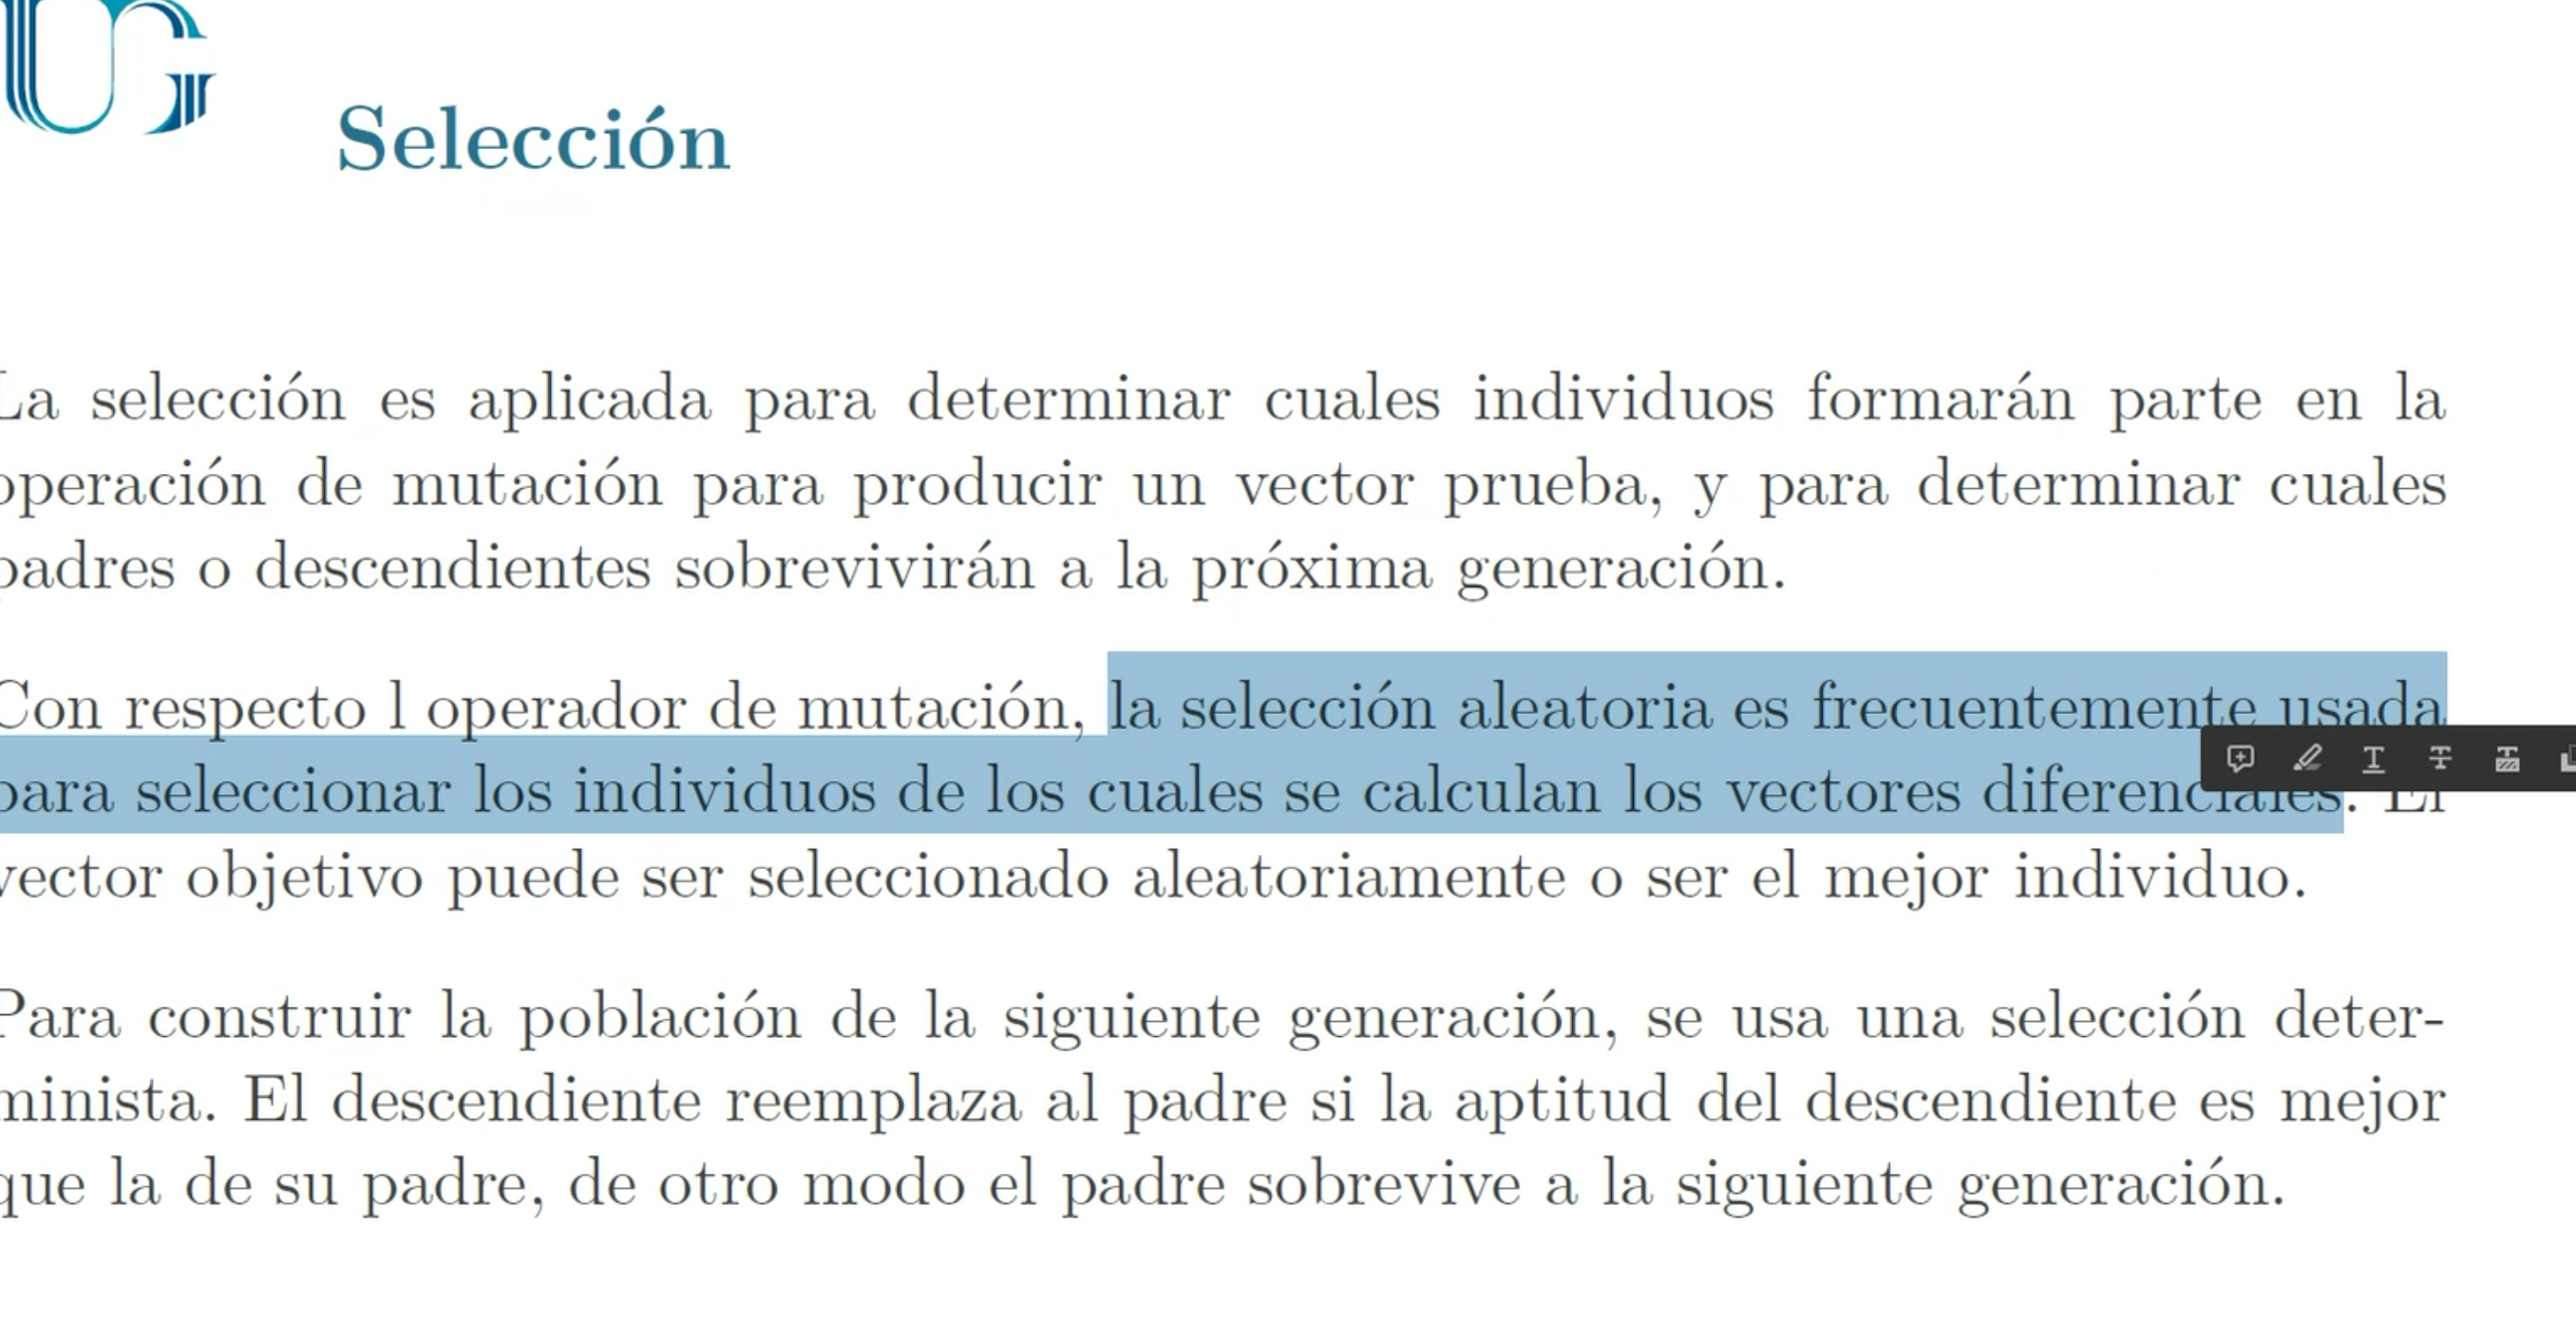 UG
Selección
La selección es aplicada para determinar cuales individuos formarán parte en la
operación de mutación para producir un vector prueba, y para determinar cuales
padres o descendientes sobrevivirán a la próxima generación.
Con respecto l operador de mutación, la selección aleatoria es frecuentemente usada
para seleccionar los individuos de los cuales se calculan los vectores diferenciales. El
vector objetivo puede ser seleccionado aleatoriamente o ser el mejor individuo.
Para construir la población de la siguiente generación, se usa una selección deter-
minista. El descendiente reemplaza al padre si la aptitud del descendiente es mejor
que la de su padre, de otro modo el padre sobrevive a la siguiente generación.